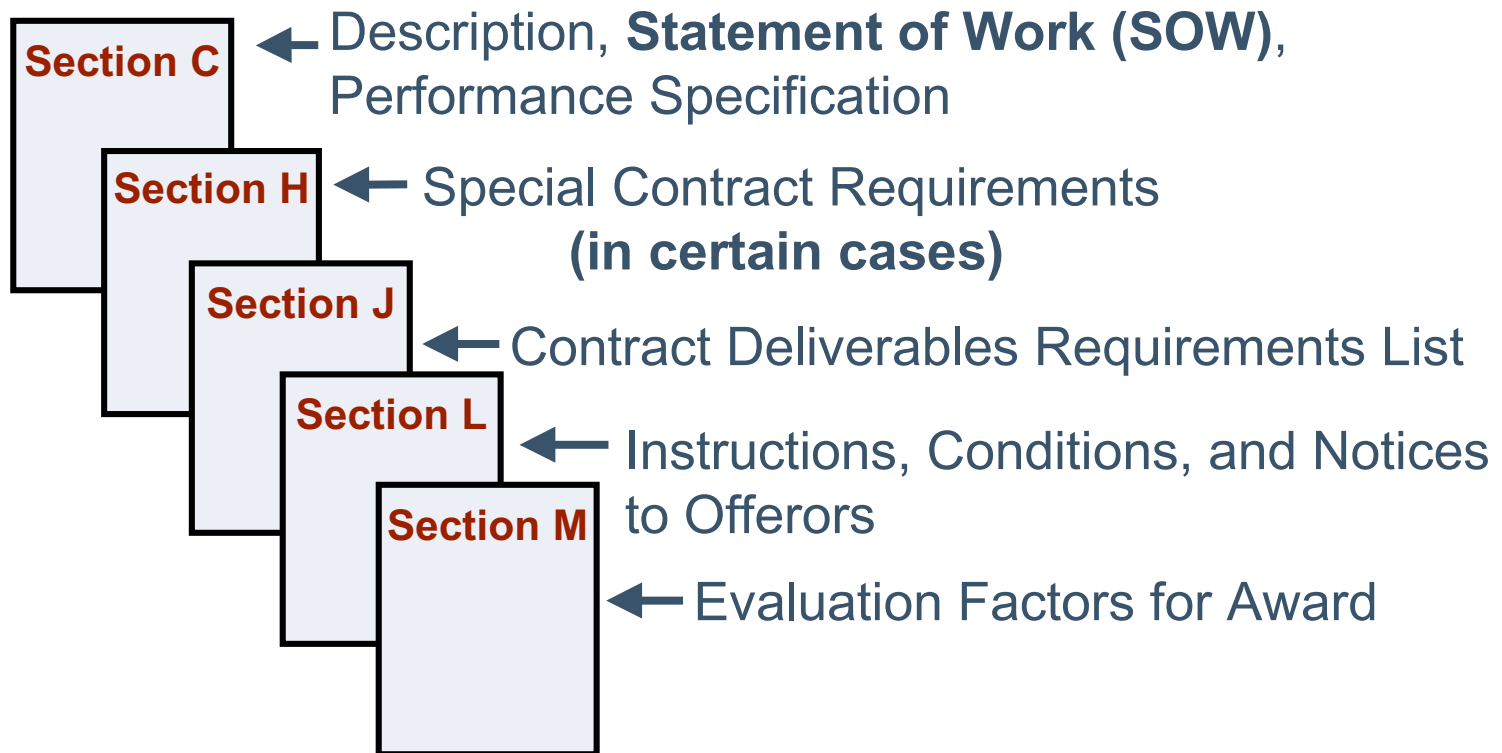 Section C
Description, Statement of Work (SOW),
Performance Specification
Section H
Special Contract Requirements
(in certain cases)
Section J
Contract Deliverables Requirements List
Section L
Instructions, Conditions, and Notices
to Offerors
Section M
Evaluation Factors for Award